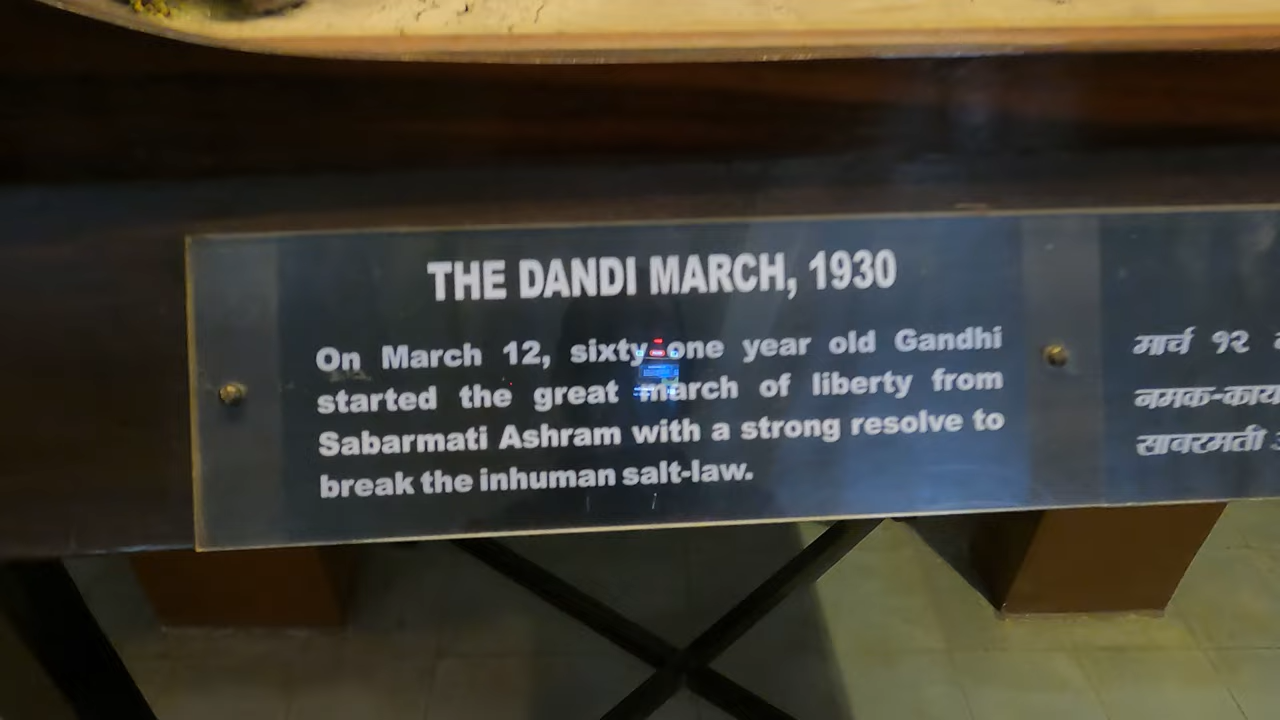 THE DANDI MARCH, 1930
On March 12, sixty one year old Gandhi
started the great march of liberty from
Sabarmati Ashram with a strong resolve to
break the inhuman salt-law.
मार्च १२
नमक-काय
साबरमती